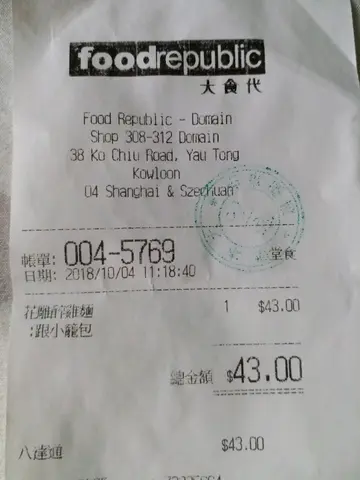 foodrepublic
大食代
Food Republic - Domain
Shop 308-312 Domain
38 Ko Chiu Road, Yau Tong
Kowloon
04 Shanghai & Szechuan
帳單: 004-5769 堂食
日期: 2018/10/04 11:18:40
花雕醉雞麵 1 $43.00
:跟小籠包
總金額 $43.00
八達通 $43.00